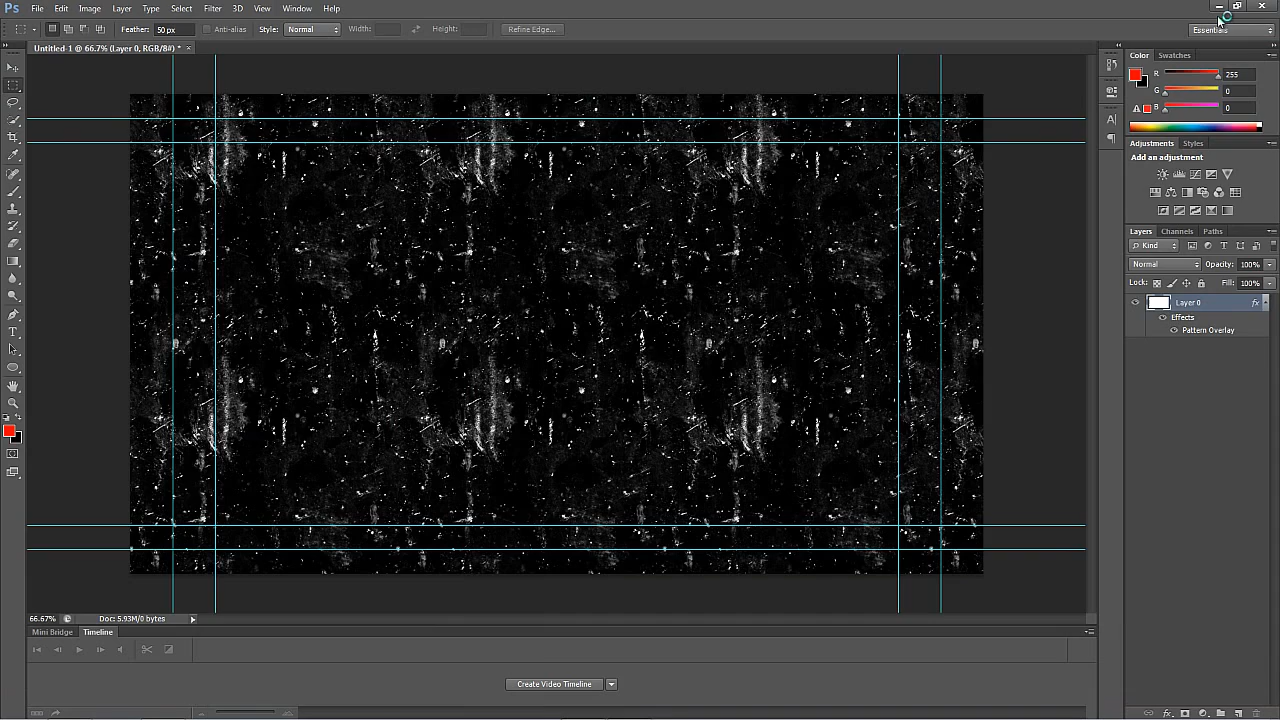 Ps File Edit Image Layer Type Select Filter 3D View Window Help
Feather: 50 px Anti-alias Style: Normal Width: Height: Refine Edge... Essentials
Untitled-1 @ 66.7% (Layer 0, RGB/8#) * ×
Color Swatches
R 255
G 0
B 0
Adjustments Styles
Add an adjustment
Layers Channels Paths
Kind
Normal Opacity: 100%
Lock: Fill: 100%
Layer 0 fx
Effects
Pattern Overlay
66.67% Doc: 5.93M/0 bytes
Mini Bridge Timeline
Create Video Timeline